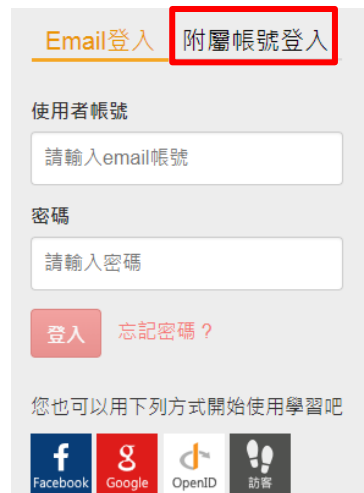 Email登入 附屬帳號登入
使用者帳號
請輸入email帳號
密碼
請輸入密碼
登入 忘記密碼？
您也可以用下列方式開始使用學習吧
f g
Facebook Google OpenID 訪客